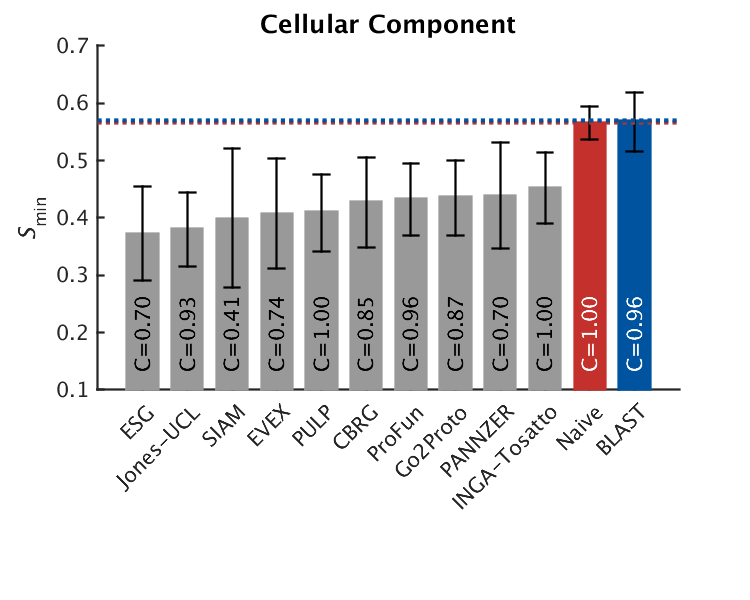 Cellular Component
0.7
0.6
0.5
0.4
0.3
0.2
0.1
Smin
C=0.70
C=0.93
C=0.41
C=0.74
C=1.00
C=0.85
C=0.96
C=0.87
C=0.70
C=1.00
C=1.00
C=0.96
ESG
Jones-UCL
SIAM
EVEX
PULP
CBRG
ProFun
Go2Proto
PANNZER
INGA-Tosatto
Naive
BLAST